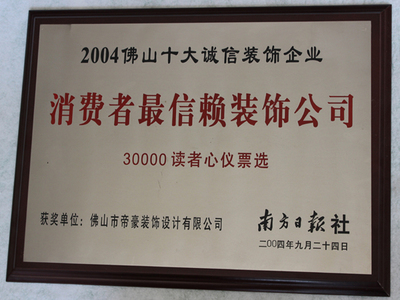 2004佛山十大诚信装饰企业
消费者最信赖装饰公司
30000读者心仪票选
获奖单位：佛山市帝豪装饰设计有限公司
南方日报社
二00四年九月二十四日